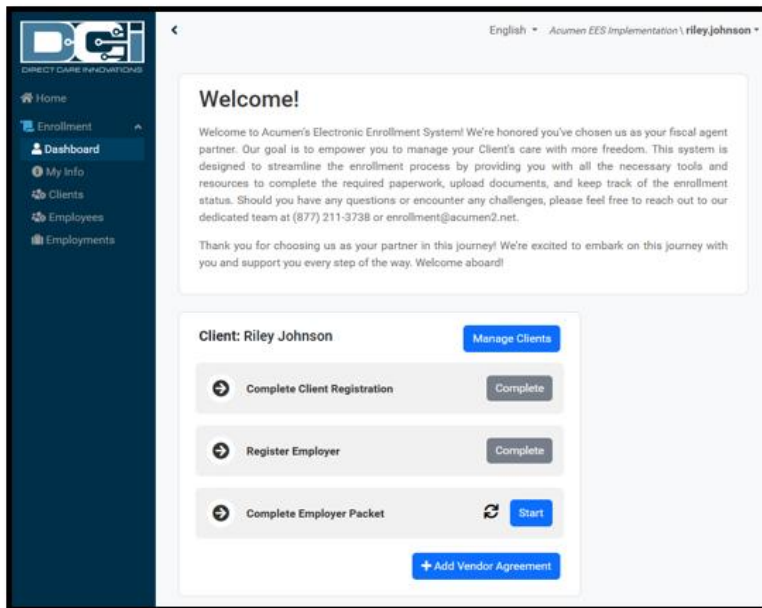 DCi
DIRECT CARE INNOVATIONS
English
Acumen EES Implementation \ riley.johnson
Home
Enrollment
Dashboard
My Info
Clients
Employees
Employments
Welcome!
Welcome to Acumen's Electronic Enrollment System! We're honored you've chosen us as your fiscal agent
partner. Our goal is to empower you to manage your Client's care with more freedom. This system is
designed to streamline the enrollment process by providing you with all the necessary tools and
resources to complete the required paperwork, upload documents, and keep track of the enrollment
status. Should you have any questions or encounter any challenges, please feel free to reach out to our
dedicated team at (877) 211-3738 or enrollment@acumen2.net.
Thank you for choosing us as your partner in this journey! We're excited to embark on this journey with
you and support you every step of the way. Welcome aboard!
Client: Riley Johnson
Manage Clients
Complete Client Registration
Complete
Register Employer
Complete
Complete Employer Packet
Start
+ Add Vendor Agreement